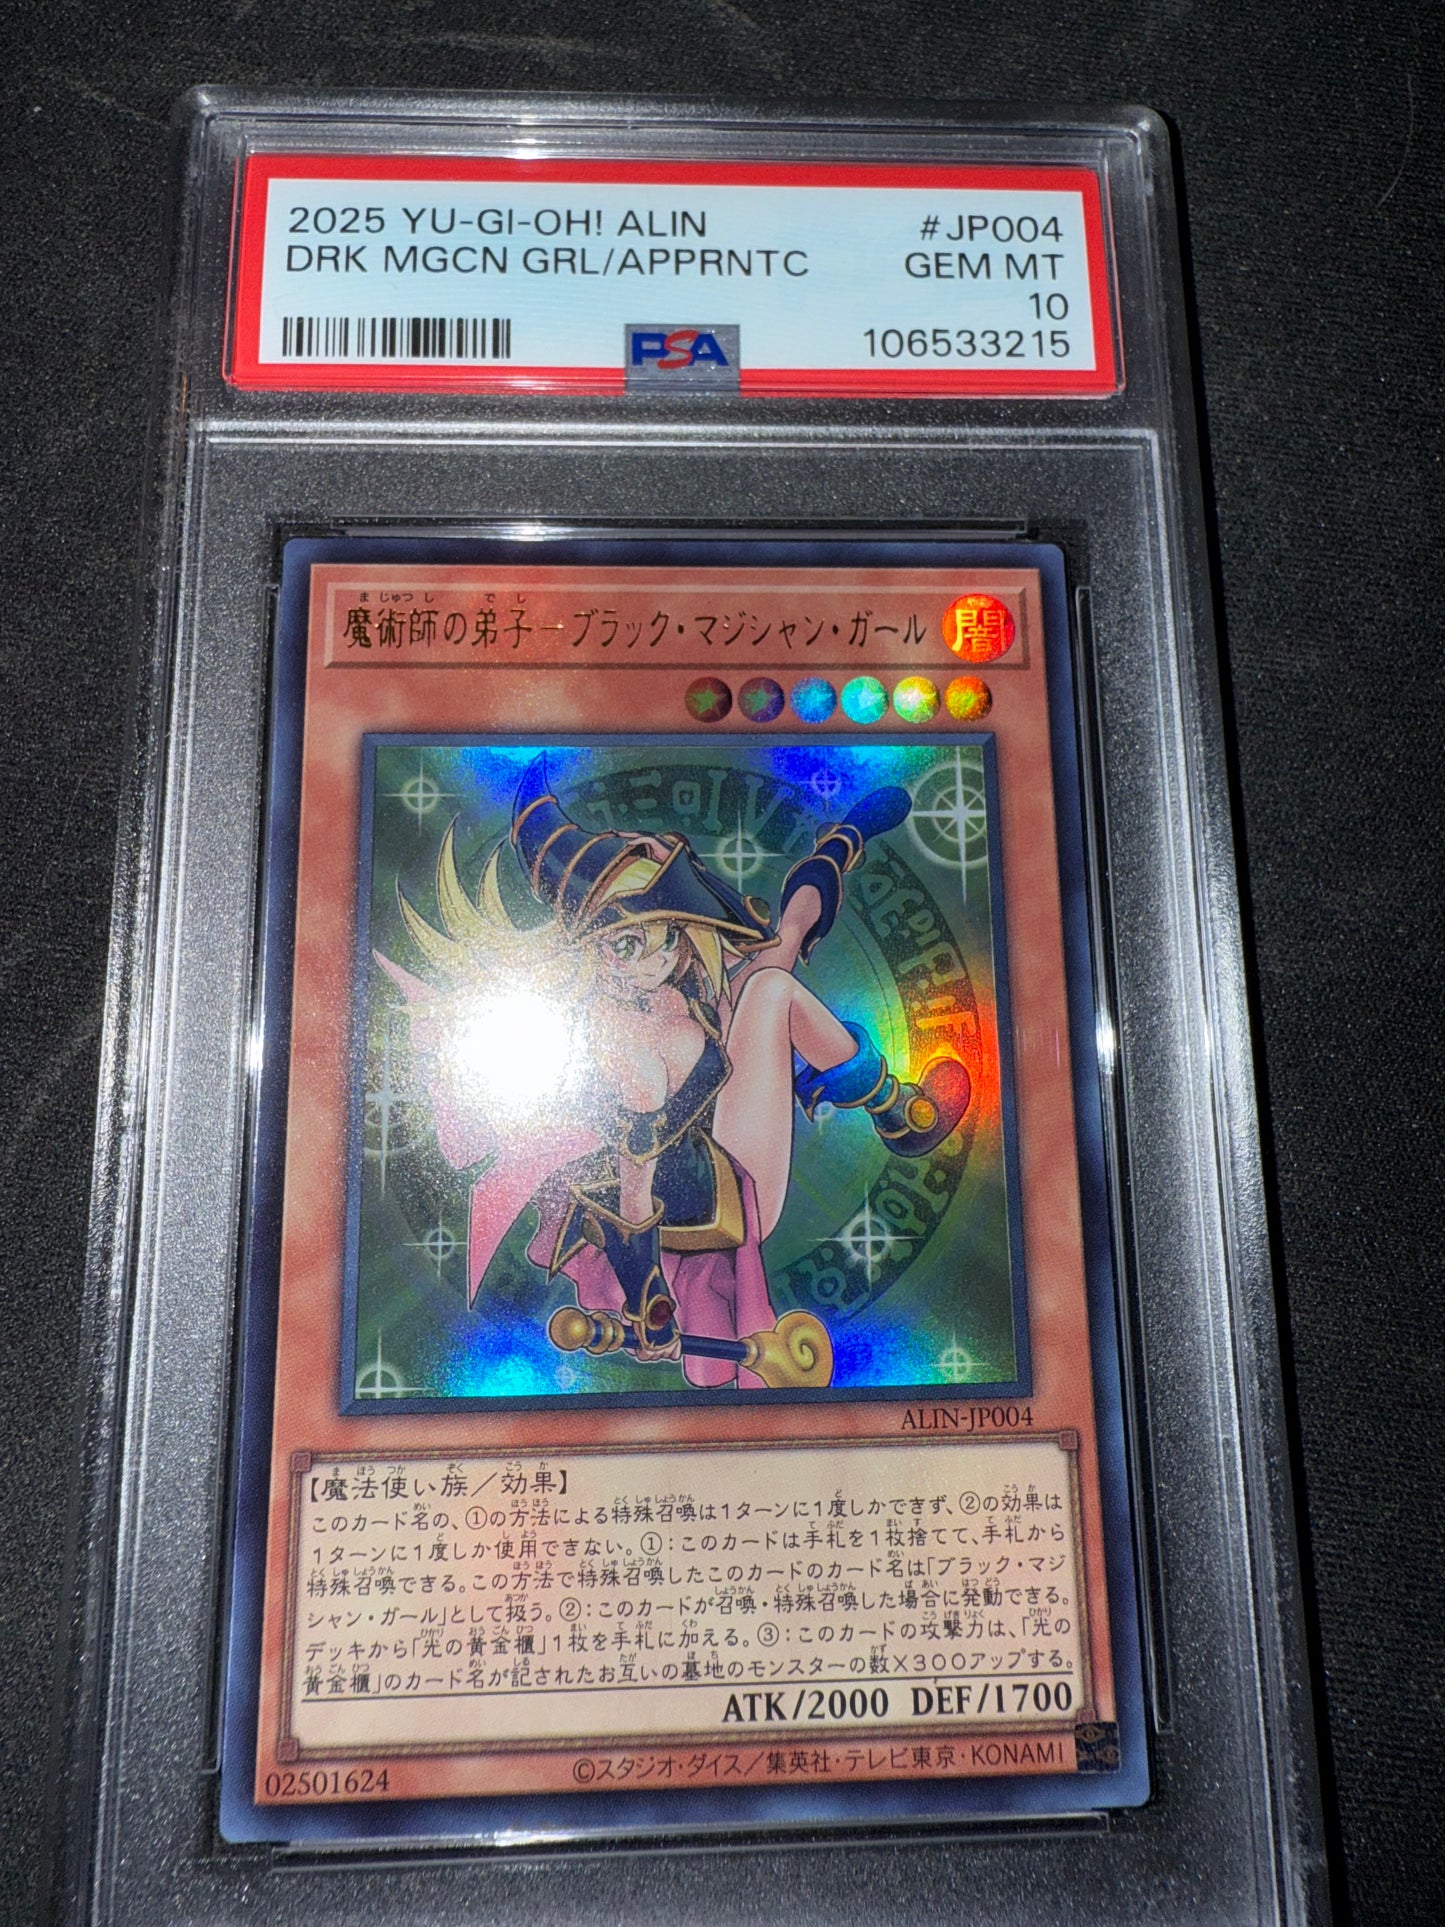 2025 YU-GI-OH! ALIN #JP004
DRK MGCN GRL/APPRNTC GEM MT
10
PSA 106533215
魔術師の弟子－ブラック・マジシャン・ガール 闇
ALIN-JP004
【魔法使い族／効果】
このカード名の、①の方法による特殊召喚は１ターンに１度しかできず、②の効果は
１ターンに１度しか使用できない。①：このカードは手札を１枚捨てて、手札から
特殊召喚できる。この方法で特殊召喚したこのカードのカード名は「ブラック・マジ
シャン・ガール」として扱う。②：このカードが召喚・特殊召喚した場合に発動できる。
デッキから「光の黄金櫃」１枚を手札に加える。③：このカードの攻撃力は、「光の
黄金櫃」のカード名が記されたお互いの墓地のモンスターの数×３００アップする。
ATK/2000 DEF/1700
02501624 ©スタジオ・ダイス／集英社・テレビ東京・KONAMI